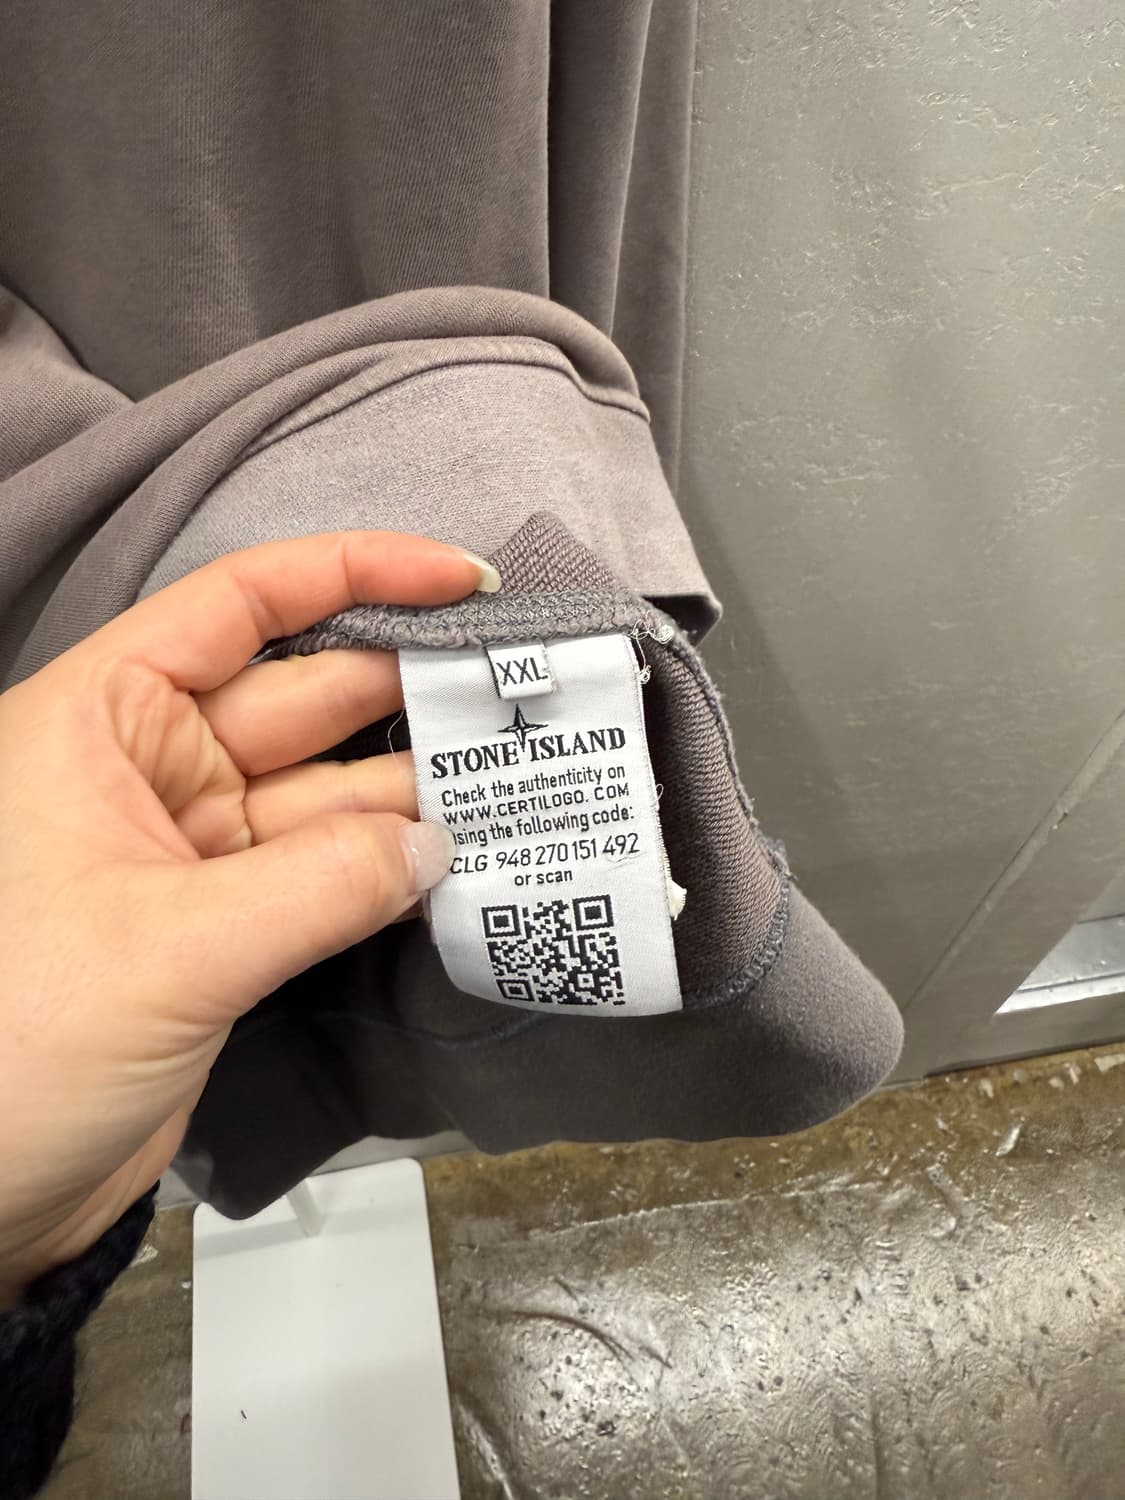 XXL
STONE ISLAND
Check the authenticity on
WWW.CERTILOGO. COM
using the following code:
CLG 948 270 151 492
or scan